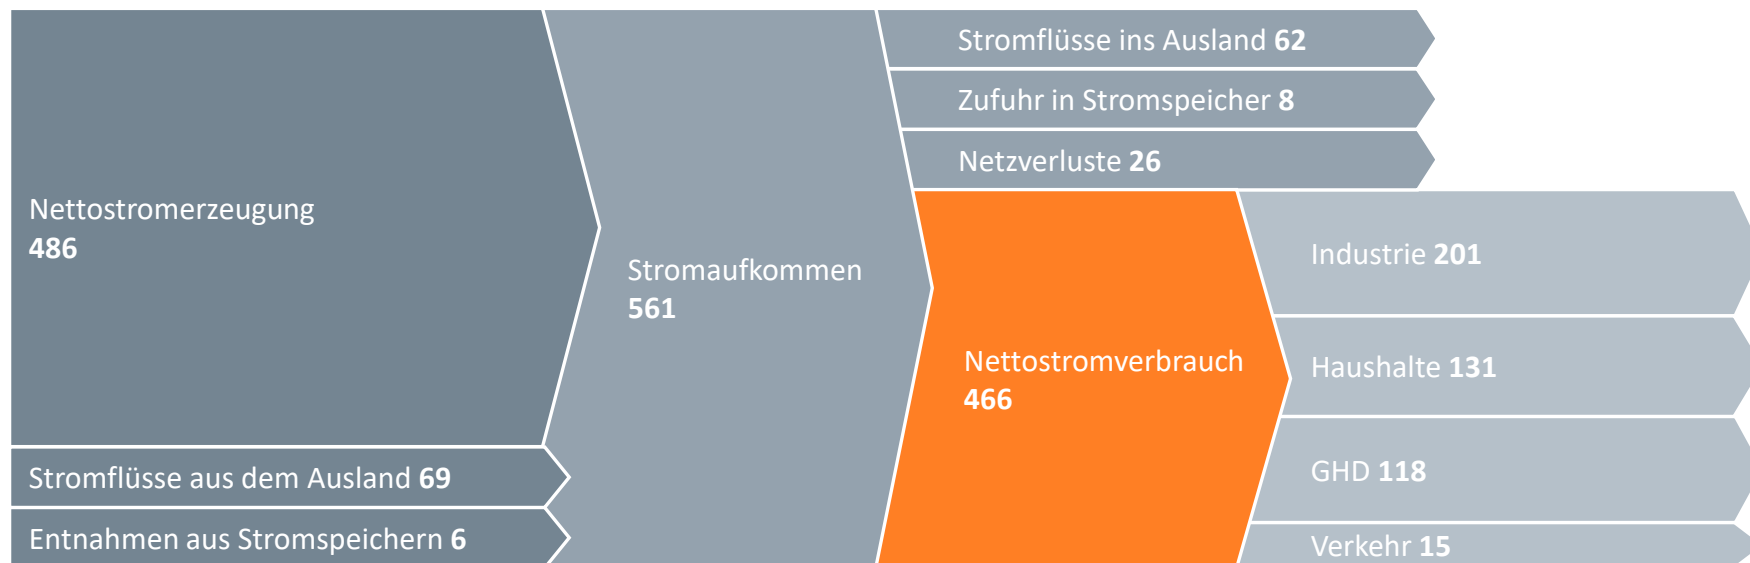 Nettostromerzeugung
486
Stromflüsse aus dem Ausland 69
Entnahmen aus Stromspeichern 6
Stromaufkommen
561
Stromflüsse ins Ausland 62
Zufuhr in Stromspeicher 8
Netzverluste 26
Nettostromverbrauch
466
Industrie 201
Haushalte 131
GHD 118
Verkehr 15